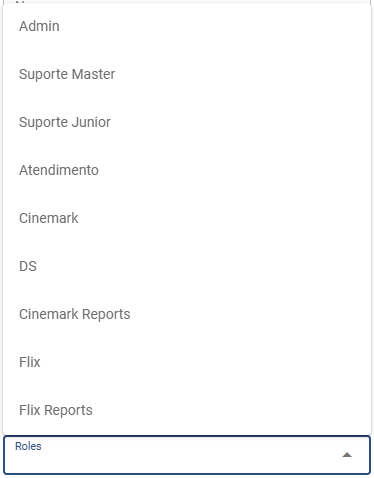 Admin
Suporte Master
Suporte Junior
Atendimento
Cinemark
DS
Cinemark Reports
Flix
Flix Reports
Roles